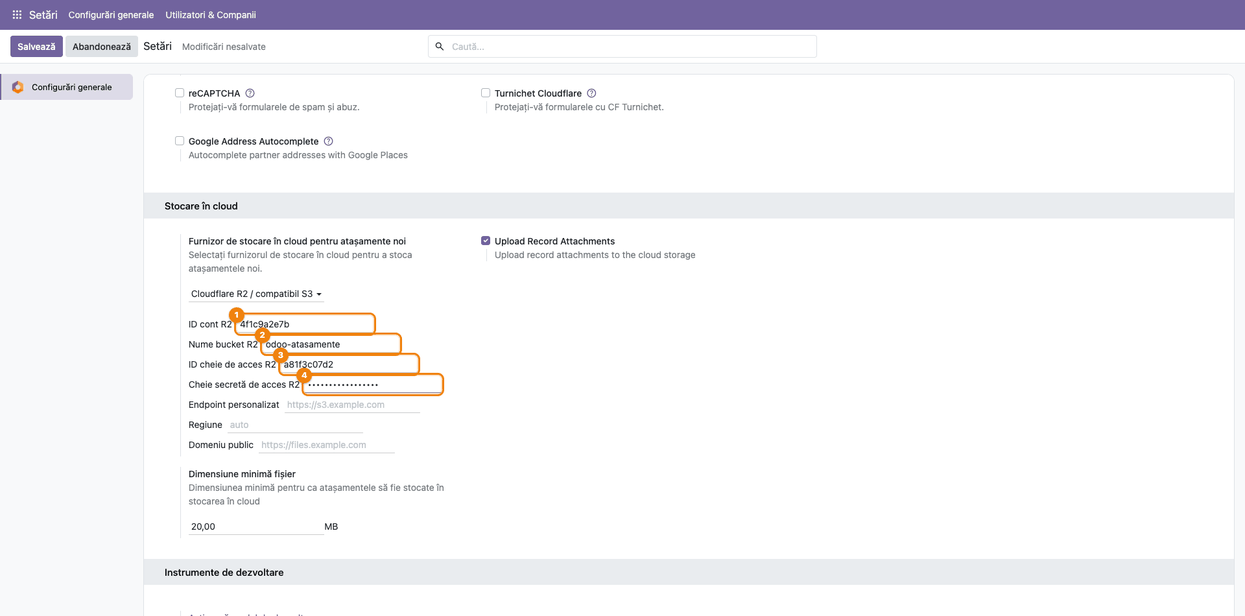 Setări Configurări generale Utilizatori & Companii
Salvează Abandonează Setări Modificări nesalvate Caută...
Configurări generale
reCAPTCHA
Protejați-vă formularele de spam și abuz.
Turnichet Cloudflare
Protejați-vă formularele cu CF Turnichet.
Google Address Autocomplete
Autocomplete partner addresses with Google Places
Stocare în cloud
Furnizor de stocare în cloud pentru atașamente noi
Selectați furnizorul de stocare în cloud pentru a stoca
atașamentele noi.
Upload Record Attachments
Upload record attachments to the cloud storage
Cloudflare R2 / compatibil S3
1
ID cont R2 4f1c9a2e7b
2
Nume bucket R2 odoo-atasamente
3
ID cheie de acces R2 a81f3c07d2
4
Cheie secretă de acces R2 •••••••••••••••••
Endpoint personalizat https://s3.example.com
Regiune auto
Domeniu public https://files.example.com
Dimensiune minimă fișier
Dimensiunea minimă pentru ca atașamentele să fie stocate în
stocarea în cloud
20,00 MB
Instrumente de dezvoltare